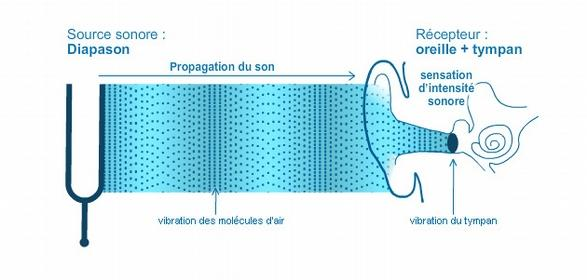 Source sonore :
Diapason
Récepteur :
oreille + tympan
Propagation du son
sensation
d'intensité
sonore
vibration des molécules d'air
vibration du tympan